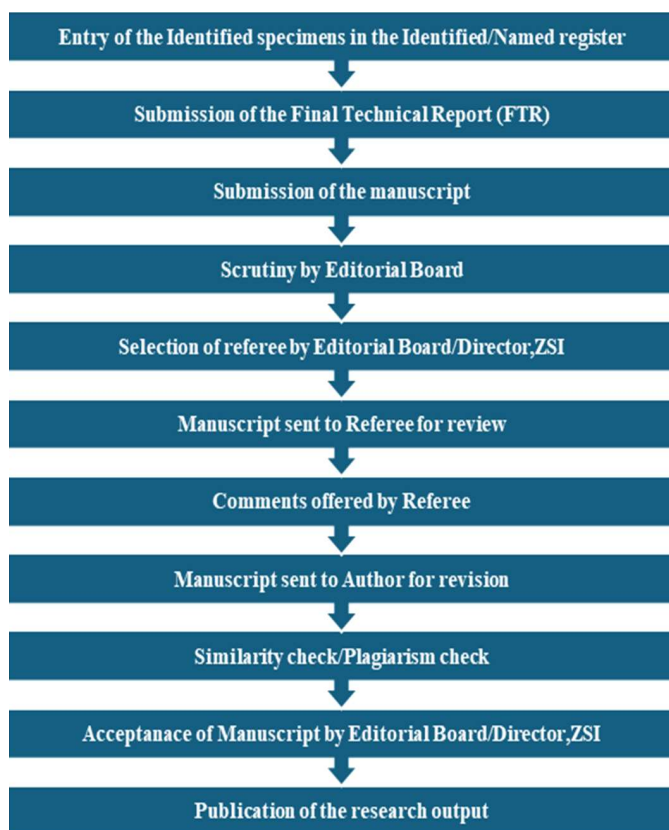 Entry of the Identified specimens in the Identified/Named register
Submission of the Final Technical Report (FTR)
Submission of the manuscript
Scrutiny by Editorial Board
Selection of referee by Editorial Board/Director,ZSI
Manuscript sent to Referee for review
Comments offered by Referee
Manuscript sent to Author for revision
Similarity check/Plagiarism check
Acceptanace of Manuscript by Editorial Board/Director,ZSI
Publication of the research output